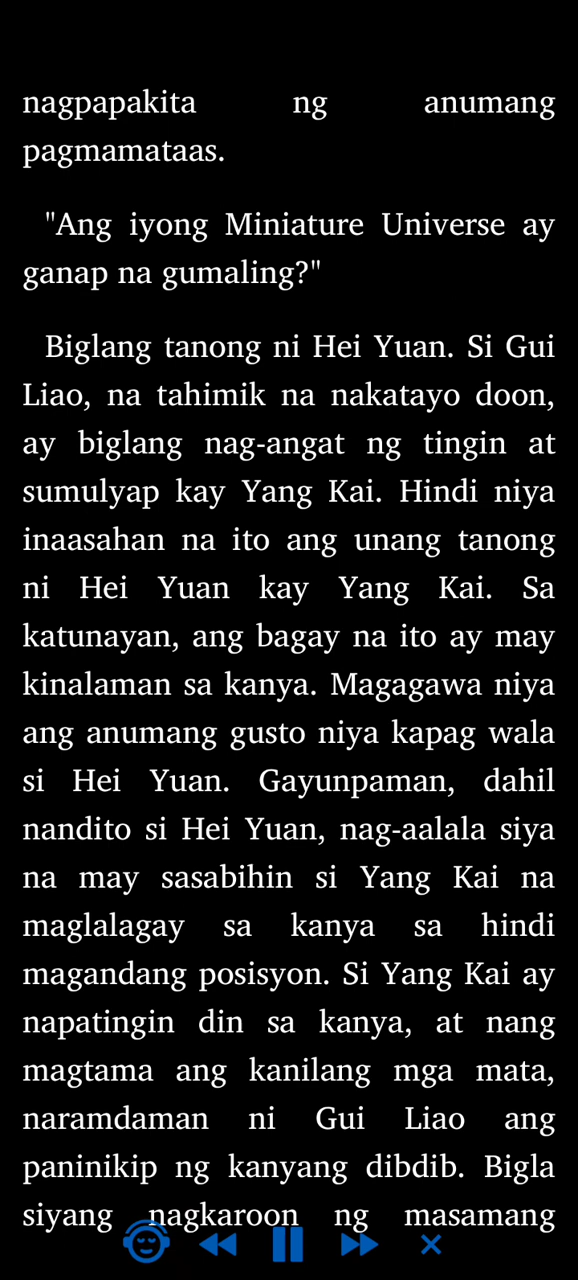 nagpapakita ng anumang
pagmamataas.
"Ang iyong Miniature Universe ay
ganap na gumaling?"
Biglang tanong ni Hei Yuan. Si Gui
Liao, na tahimik na nakatayo doon,
ay biglang nag-angat ng tingin at
sumulyap kay Yang Kai. Hindi niya
inaasahan na ito ang unang tanong
ni Hei Yuan kay Yang Kai. Sa
katunayan, ang bagay na ito ay may
kinalaman sa kanya. Magagawa niya
ang anumang gusto niya kapag wala
si Hei Yuan. Gayunpaman, dahil
nandito si Hei Yuan, nag-aalala siya
na may sasabihin si Yang Kai na
maglalagay sa kanya sa hindi
magandang posisyon. Si Yang Kai ay
napatingin din sa kanya, at nang
magtama ang kanilang mga mata,
naramdaman ni Gui Liao ang
paninikip ng kanyang dibdib. Bigla
siyang nagkaroon ng masamang